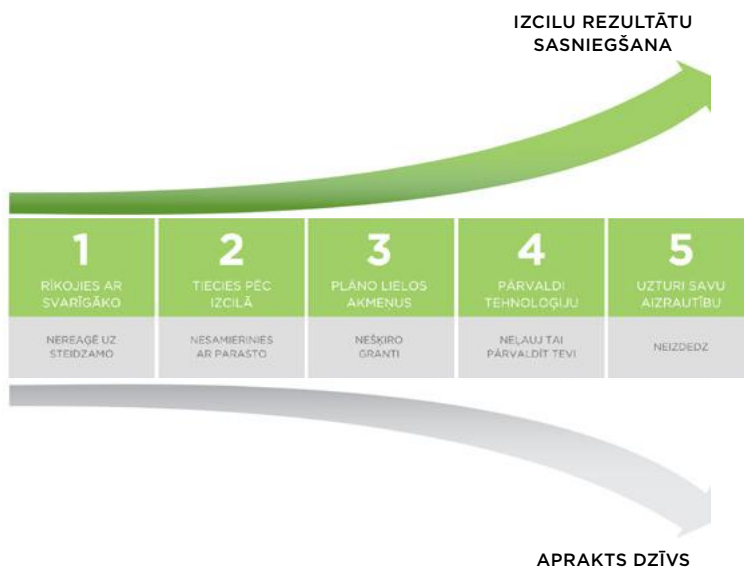 IZCILU REZULTĀTU
SASNIEGŠANA
1
RĪKOJIES AR
SVARĪGĀKO
NEREAĢĒ UZ
STEIDZAMO
2
TIECIES PĒC
IZCILĀ
NESAMIERINIES
AR PARASTO
3
PLĀNO LIELOS
AKMEŅUS
NEŠĶIRO
GRANTI
4
PĀRVALDI
TEHNOLOĢIJU
NEĻAUJ TAI
PĀRVALDĪT TEVI
5
UZTURI SAVU
AIZRAUTĪBU
NEIZDEDZ
APRAKTS DZĪVS